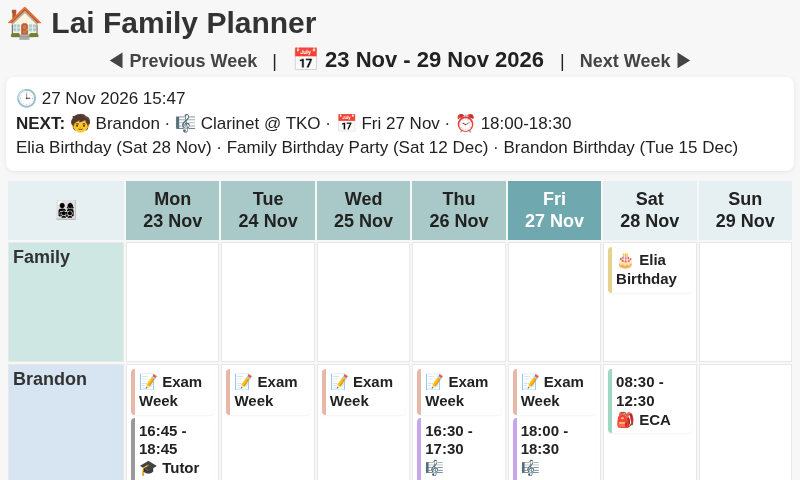 🏠 Lai Family Planner
◀ Previous Week | 📅 23 Nov - 29 Nov 2026 | Next Week ▶
🕒 27 Nov 2026 15:47
NEXT: 🧒 Brandon · 🎼 Clarinet @ TKO · 📅 Fri 27 Nov · ⏰ 18:00-18:30
Elia Birthday (Sat 28 Nov) · Family Birthday Party (Sat 12 Dec) · Brandon Birthday (Tue 15 Dec)
👨‍👩‍👧‍👦 Mon Tue Wed Thu Fri Sat Sun
23 Nov 24 Nov 25 Nov 26 Nov 27 Nov 28 Nov 29 Nov
Family
🎂 Elia
Birthday
Brandon
📝 Exam
Week
16:45 -
18:45
🎓 Tutor
📝 Exam
Week
📝 Exam
Week
📝 Exam
Week
16:30 -
17:30
🎼
📝 Exam
Week
18:00 -
18:30
🎼
08:30 -
12:30
🎒 ECA